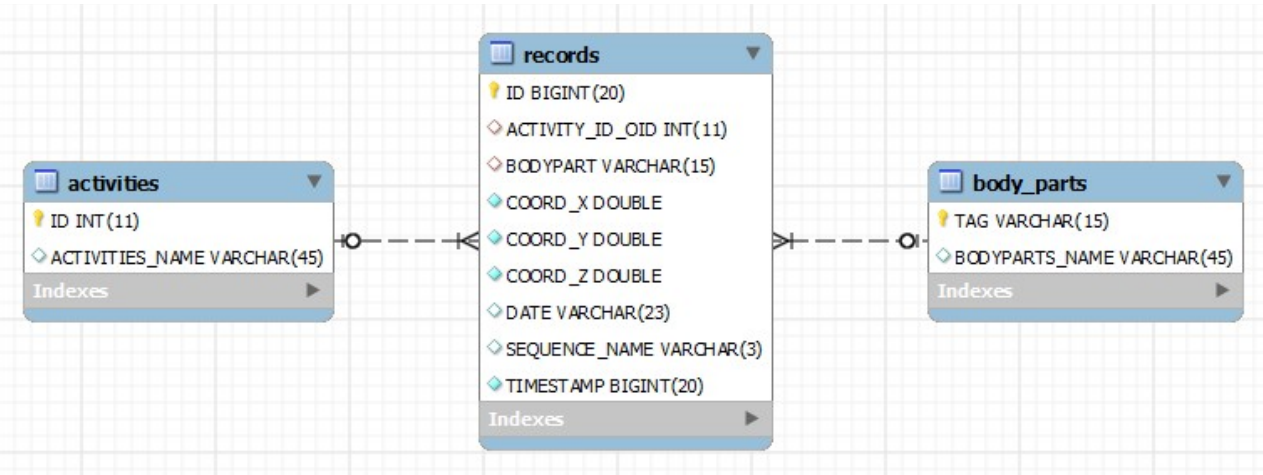 records
ID BIGINT(20)
ACTIVITY_ID_OID INT(11)
BODYPART VARCHAR(15)
COORD_X DOUBLE
COORD_Y DOUBLE
COORD_Z DOUBLE
DATE VARCHAR(23)
SEQUENCE_NAME VARCHAR(3)
TIMESTAMP BIGINT(20)
Indexes
activities
ID INT(11)
ACTIVITIES_NAME VARCHAR(45)
Indexes
body_parts
TAG VARCHAR(15)
BODYPARTS_NAME VARCHAR(45)
Indexes